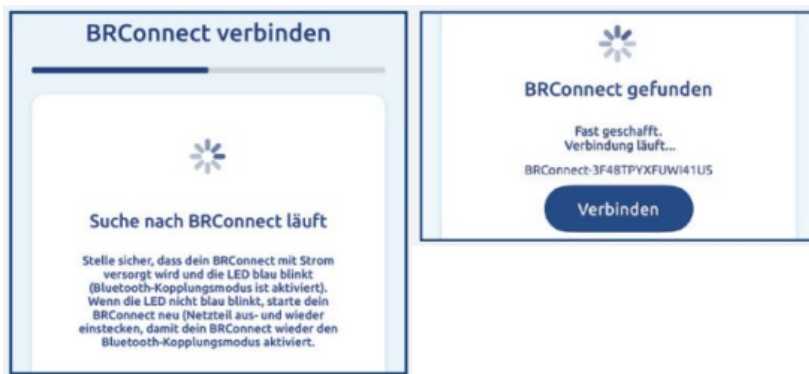 BRConnect verbinden
Suche nach BRConnect läuft
Stelle sicher, dass dein BRConnect mit Strom
versorgt wird und die LED blau blinkt
(Bluetooth-Kopplungsmodus ist aktiviert).
Wenn die LED nicht blau blinkt, starte dein
BRConnect neu (Netzteil aus- und wieder
einstecken, damit dein BRConnect wieder den
Bluetooth-Kopplungsmodus aktiviert.
BRConnect gefunden
Fast geschafft.
Verbindung läuft...
BRConnect-3F48TPYXFUWI41U5
Verbinden